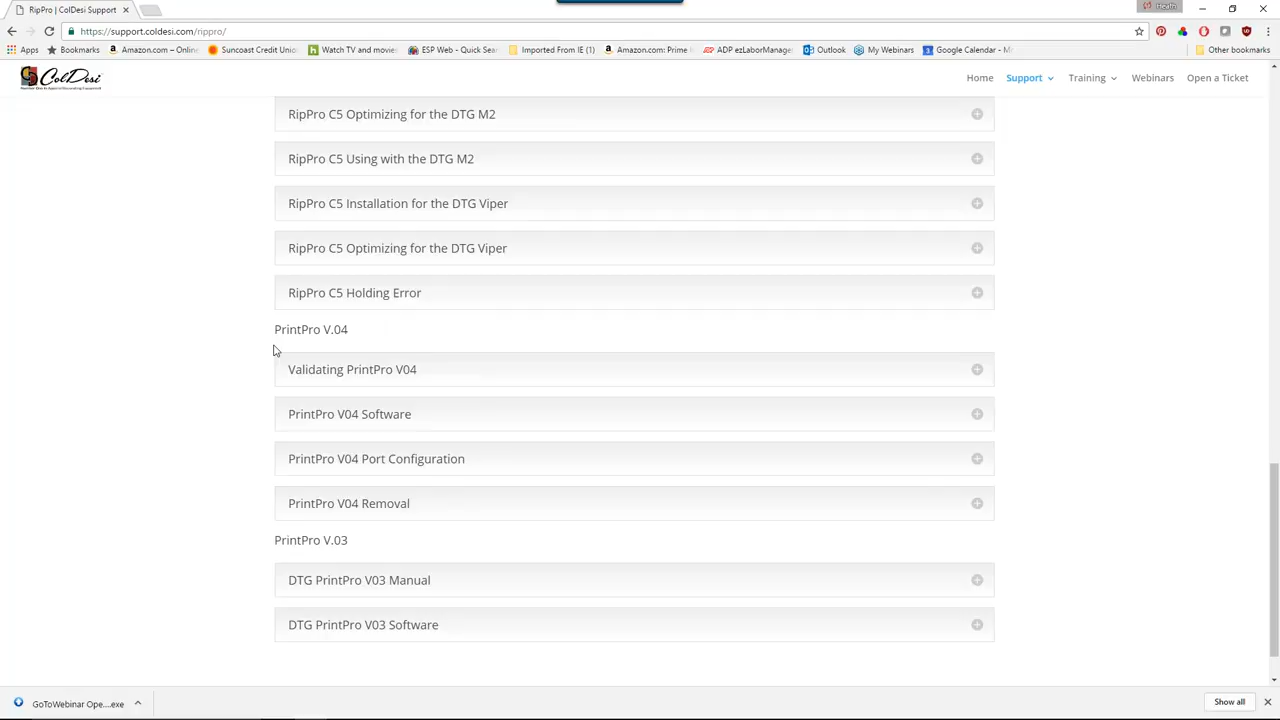 RipPro | ColDesi Support
Heath
https://support.coldesi.com/rippro/
Apps
Bookmarks
Amazon.com – Online
Suncoast Credit Unio
Watch TV and movies
ESP Web - Quick Sear
Imported From IE (1)
Amazon.com: Prime
ADP ezLaborManag
Outlook
My Webinars
Google Calendar - M
Other bookmarks
ColDesi
Home
Support
Training
Webinars
Open a Ticket
RipPro C5 Optimizing for the DTG M2
RipPro C5 Using with the DTG M2
RipPro C5 Installation for the DTG Viper
RipPro C5 Optimizing for the DTG Viper
RipPro C5 Holding Error
PrintPro V.04
Validating PrintPro V04
PrintPro V04 Software
PrintPro V04 Port Configuration
PrintPro V04 Removal
PrintPro V.03
DTG PrintPro V03 Manual
DTG PrintPro V03 Software
GoToWebinar Ope....exe
Show all